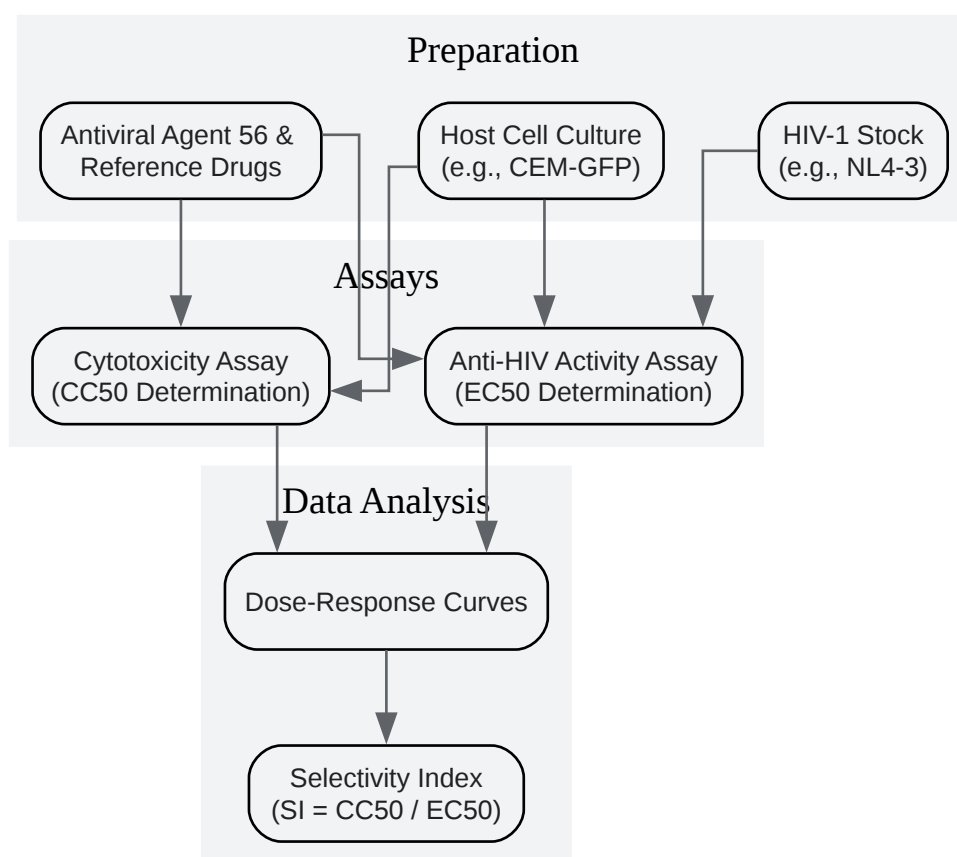 Preparation
Antiviral Agent 56 &
Reference Drugs
Host Cell Culture
(e.g., CEM-GFP)
HIV-1 Stock
(e.g., NL4-3)
Assays
Cytotoxicity Assay
(CC50 Determination)
Anti-HIV Activity Assay
(EC50 Determination)
Data Analysis
Dose-Response Curves
Selectivity Index
(SI = CC50 / EC50)